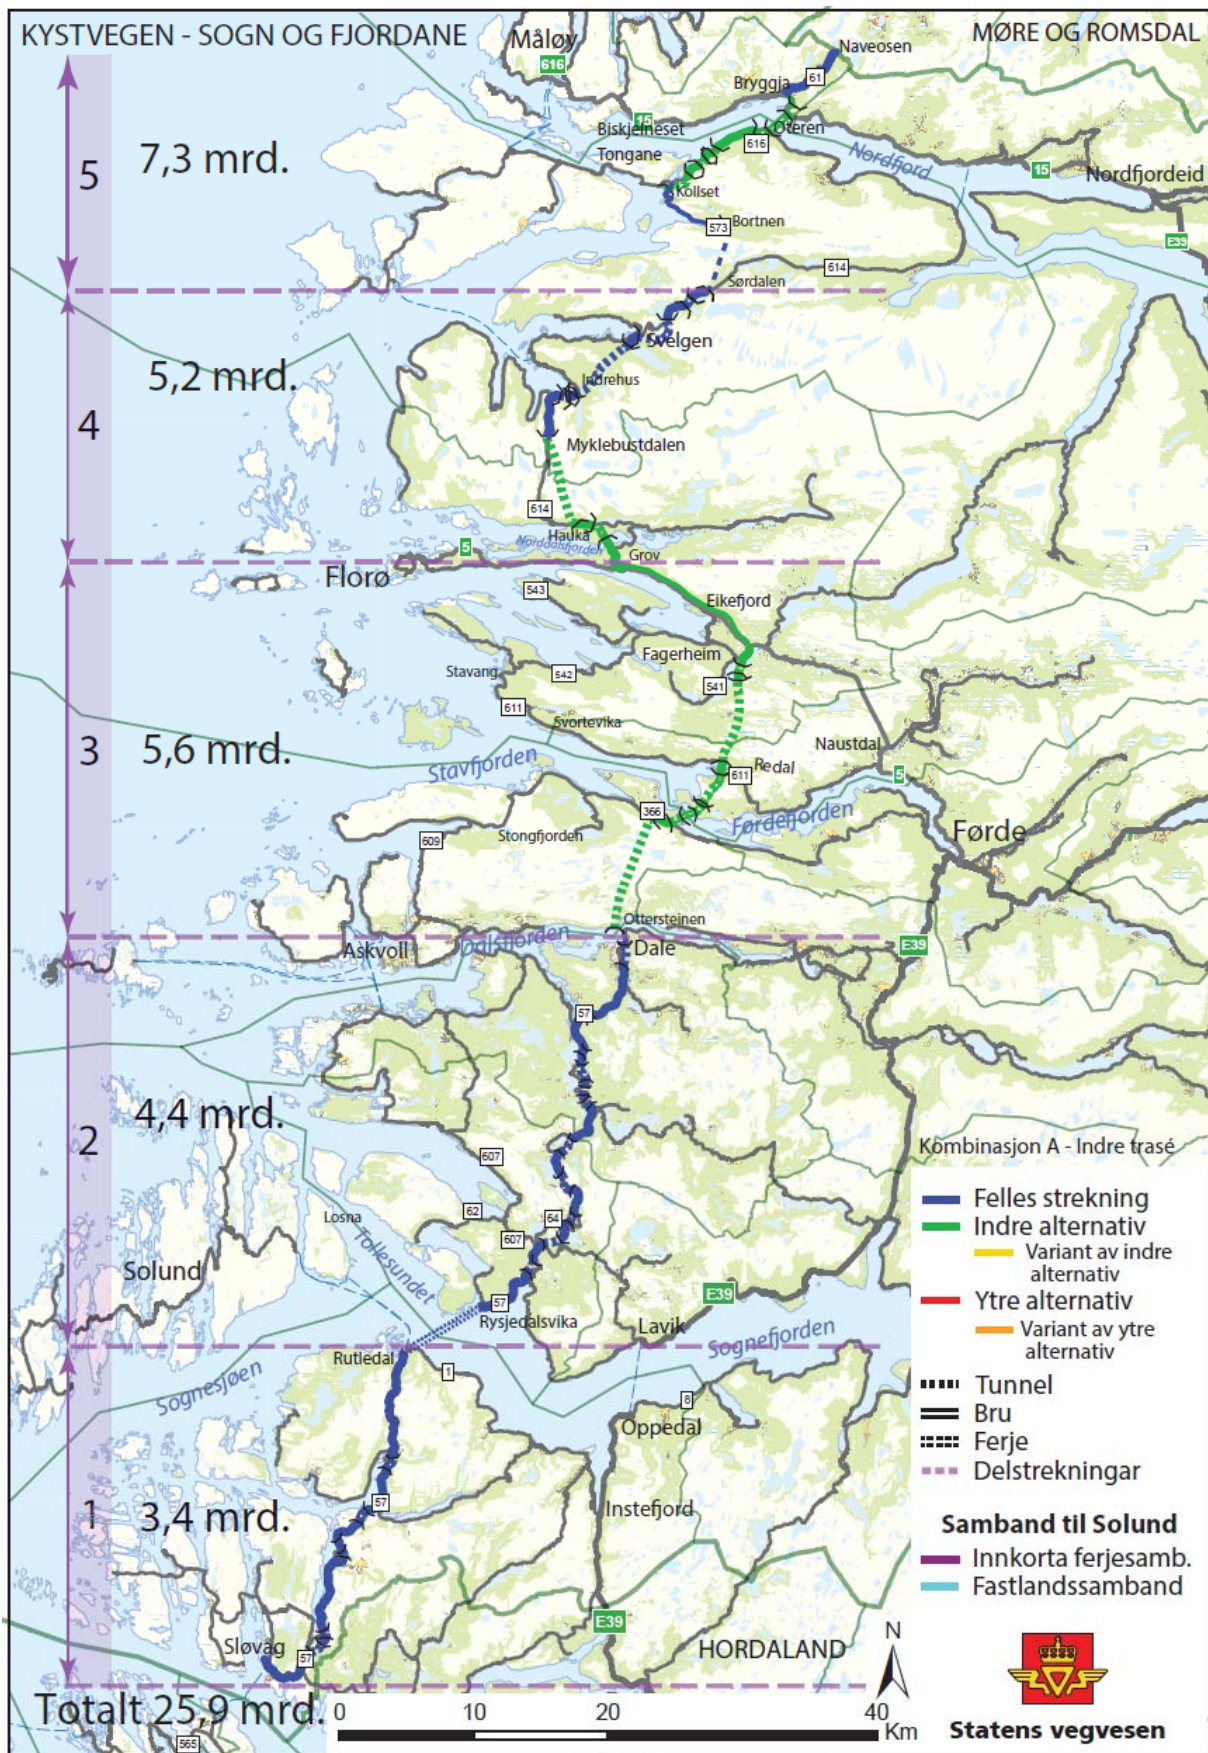 KYSTVEGEN - SOGN OG FJORDANE
MØRE OG ROMSDAL
Måløy
616
Naveosen
Bryggja
61
15
Biskjelneset
Oteren
Tongane
616
Nordfjord
15
Nordfjordeid
Kollset
Bortnen
573
E39
5
7,3 mrd.
614
Sørdalen
Svelgen
5,2 mrd.
Indrehus
4
Myklebustdalen
614
Hauka
Norddalsfjorden
5
Grov
Florø
543
Eikefjord
Fagerheim
Stavang
542
541
611
Svortevika
3
5,6 mrd.
Naustdal
Stavfjorden
Redal
611
5
366
Førdefjorden
Stongfjorden
609
Førde
Ottersteinen
Dalsfjorden
Askvoll
Dale
E39
57
4,4 mrd.
2
607
62
64
Losna
607
Tollesundet
Solund
57
Rysjedalsvika
E39
Lavik
Sognefjorden
Rutledal
1
Sognesjøen
8
Oppedal
57
Instefjord
1
3,4 mrd.
E39
Sløvåg
57
HORDALAND
N
Totalt 25,9 mrd.
565
0
10
20
40
Km
Kombinasjon A - Indre trasé
Felles strekning
Indre alternativ
Variant av indre
alternativ
Ytre alternativ
Variant av ytre
alternativ
Tunnel
Bru
Ferje
Delstrekningar
Samband til Solund
Innkorta ferjesamb.
Fastlandssamband
Statens vegvesen